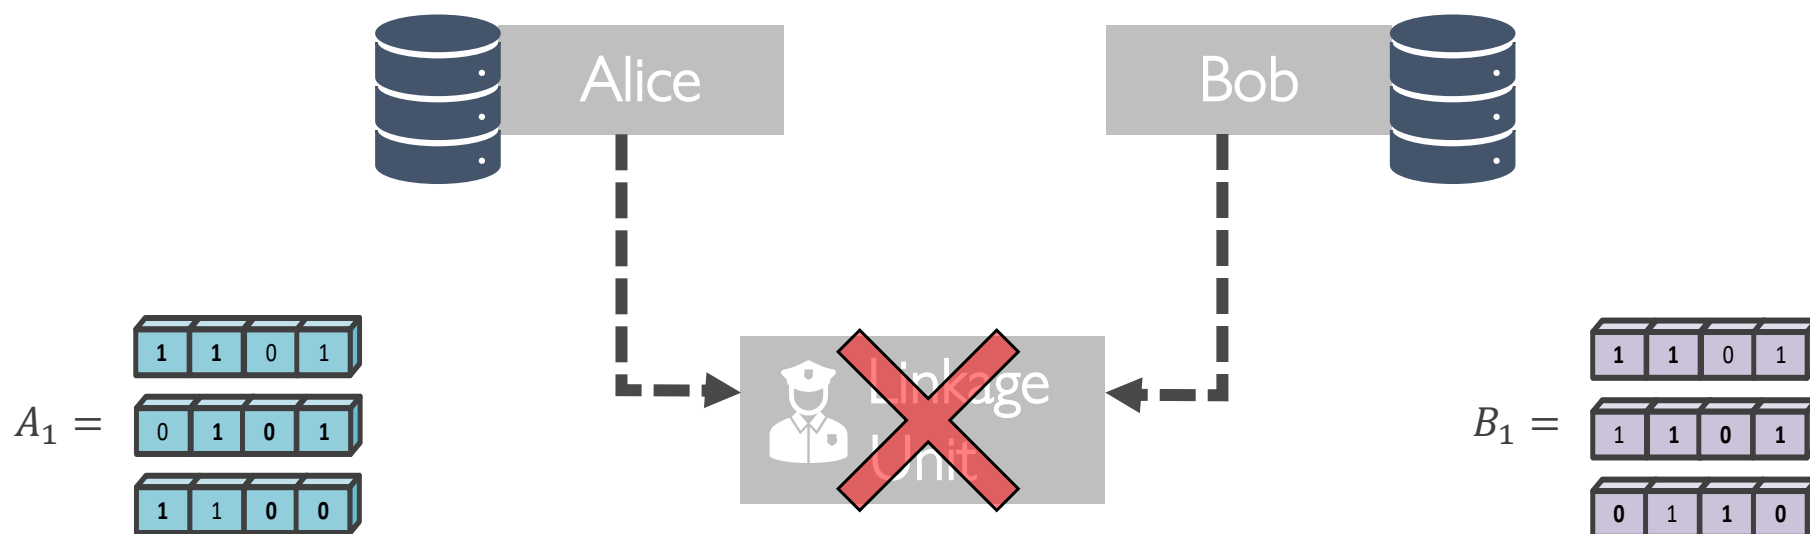 Alice
Bob
Linkage
Unit
A₁ =
1 1 0 1
0 1 0 1
1 1 0 0
B₁ =
1 1 0 1
1 1 0 1
0 1 1 0